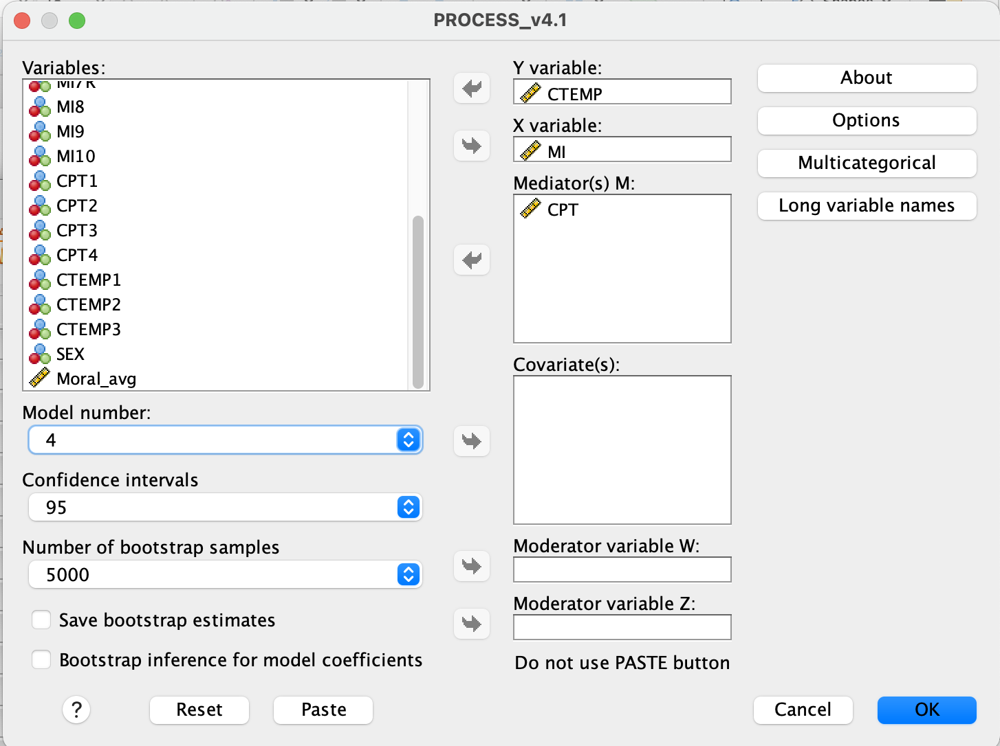 PROCESS_v4.1
Variables:
MI7R
MI8
MI9
MI10
CPT1
CPT2
CPT3
CPT4
CTEMP1
CTEMP2
CTEMP3
SEX
Moral_avg
Model number:
4
Confidence intervals
95
Number of bootstrap samples
5000
Save bootstrap estimates
Bootstrap inference for model coefficients
?
Reset
Paste
Y variable:
CTEMP
X variable:
MI
Mediator(s) M:
CPT
Covariate(s):
Moderator variable W:
Moderator variable Z:
Do not use PASTE button
About
Options
Multicategorical
Long variable names
Cancel
OK